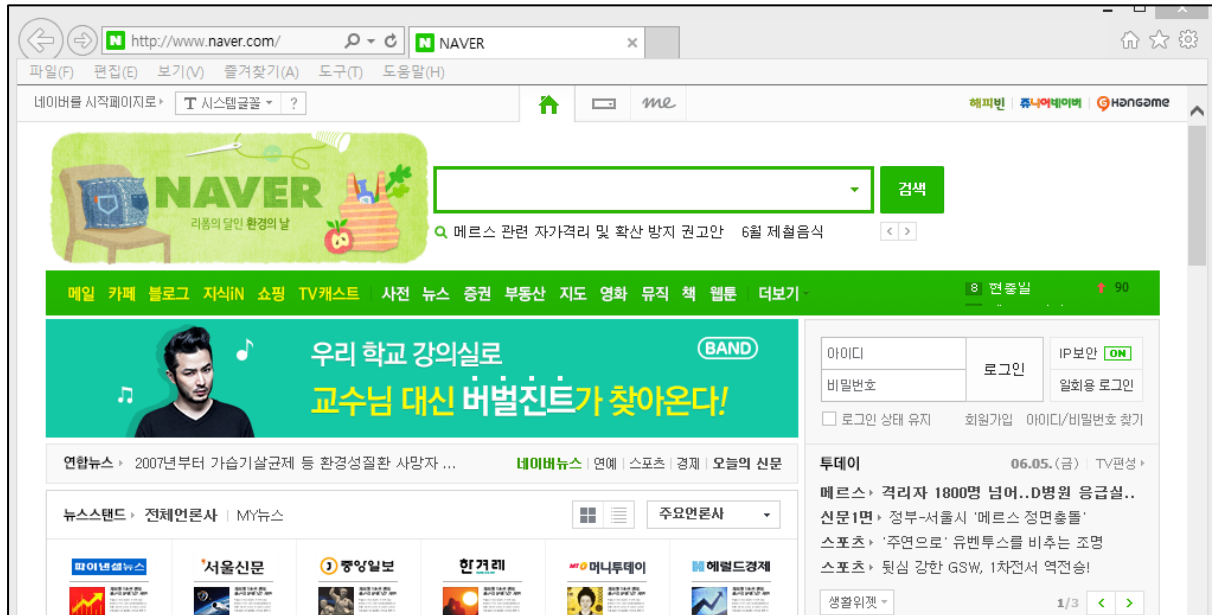 http://www.naver.com/
NAVER
파일(F) 편집(E) 보기(V) 즐겨찾기(A) 도구(T) 도움말(H)
네이버를 시작페이지로 T 시스템글꼴 ?
me
해피빈 쥬니어네이버 Hangame
NAVER
리폼의 달인 환경의 날
검색
메르스 관련 자가격리 및 확산 방지 권고안 6월 제철음식
메일 카페 블로그 지식iN 쇼핑 TV캐스트 사전 뉴스 증권 부동산 지도 영화 뮤직 책 웹툰 더보기
8 현충일 90
우리 학교 강의실로
BAND
교수님 대신 버벌진트가 찾아온다!
아이디
비밀번호
로그인
IP보안 ON
일회용 로그인
로그인 상태 유지 회원가입 아이디/비밀번호 찾기
연합뉴스 2007년부터 가습기살균제 등 환경성질환 사망자 ...
네이버뉴스 연예 스포츠 경제 오늘의 신문
투데이 06.05.(금) TV편성
메르스 격리자 1800명 넘어..D병원 응급실..
신문1면 정부-서울시 '메르스 정면충돌'
스포츠 '주연으로' 유벤투스를 비추는 조명
스포츠 뒷심 강한 GSW, 1차전서 역전승!
뉴스스탠드 전체언론사 MY뉴스
주요언론사
파이낸셜뉴스 서울신문 중앙일보 한겨레 머니투데이 헤럴드경제
생활위젯 1/3